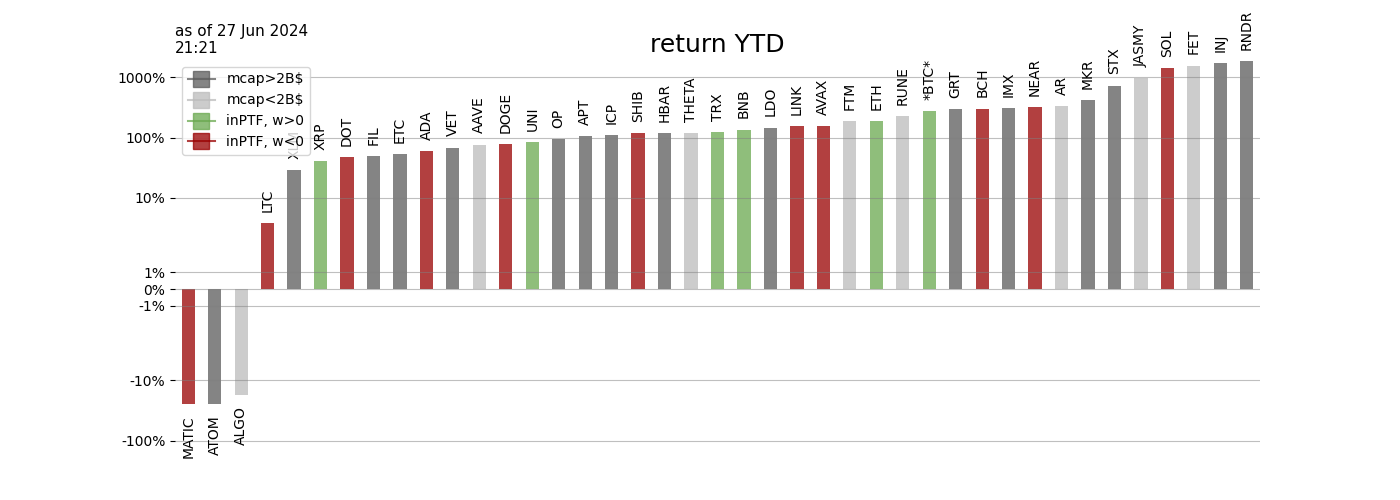 as of 27 Jun 2024
21:21
return YTD
mcap>2B$
mcap<2B$
inPTF, w>0
inPTF, w<0
1000%
100%
10%
1%
0%
-1%
-10%
-100%
MATIC
ATOM
ALGO
LTC
XRP
DOT
FIL
ETC
ADA
VET
AAVE
DOGE
UNI
OP
APT
ICP
SHIB
HBAR
THETA
TRX
BNB
LDO
LINK
AVAX
FTM
ETH
RUNE
*BTC*
GRT
BCH
IMX
NEAR
AR
MKR
STX
JASMY
SOL
FET
INJ
RNDR